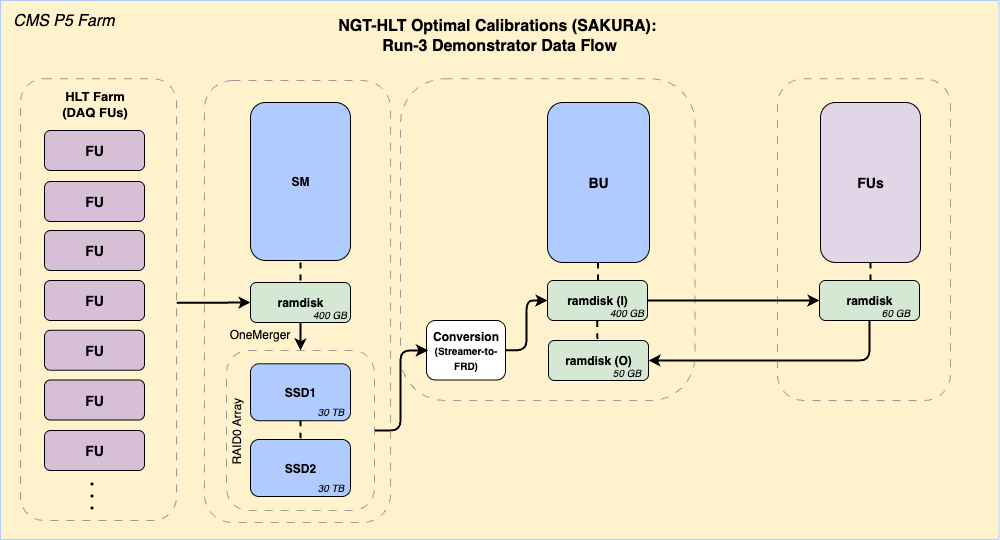 CMS P5 Farm
NGT-HLT Optimal Calibrations (SAKURA):
Run-3 Demonstrator Data Flow
HLT Farm
(DAQ FUs)
FU
FU
FU
FU
FU
FU
FU
SM
ramdisk
400 GB
OneMerger
RAID0 Array
SSD1
30 TB
SSD2
30 TB
Conversion
(Streamer-to-
FRD)
BU
ramdisk (I)
400 GB
ramdisk (O)
50 GB
FUs
ramdisk
60 GB